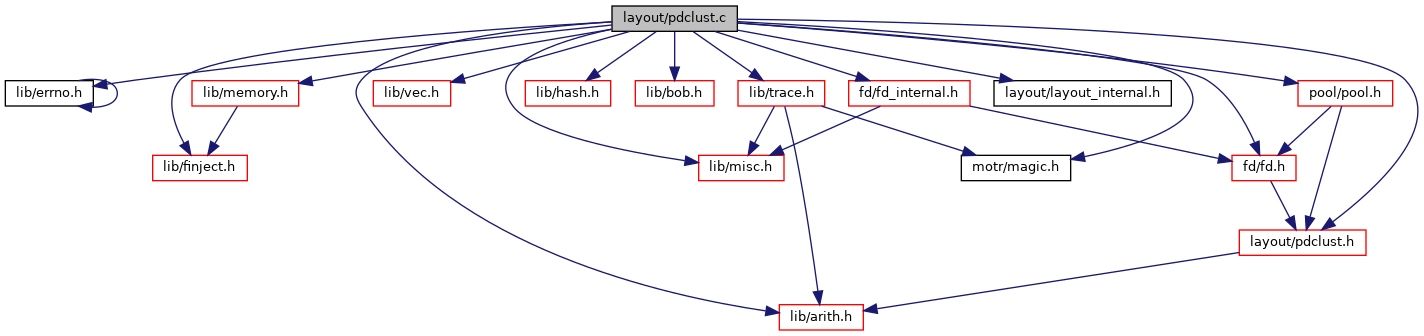 layout/pdclust.c
lib/errno.h
lib/memory.h
lib/vec.h
lib/hash.h
lib/bob.h
lib/trace.h
fd/fd_internal.h
layout/layout_internal.h
pool/pool.h
lib/finject.h
lib/misc.h
motr/magic.h
fd/fd.h
layout/pdclust.h
lib/arith.h